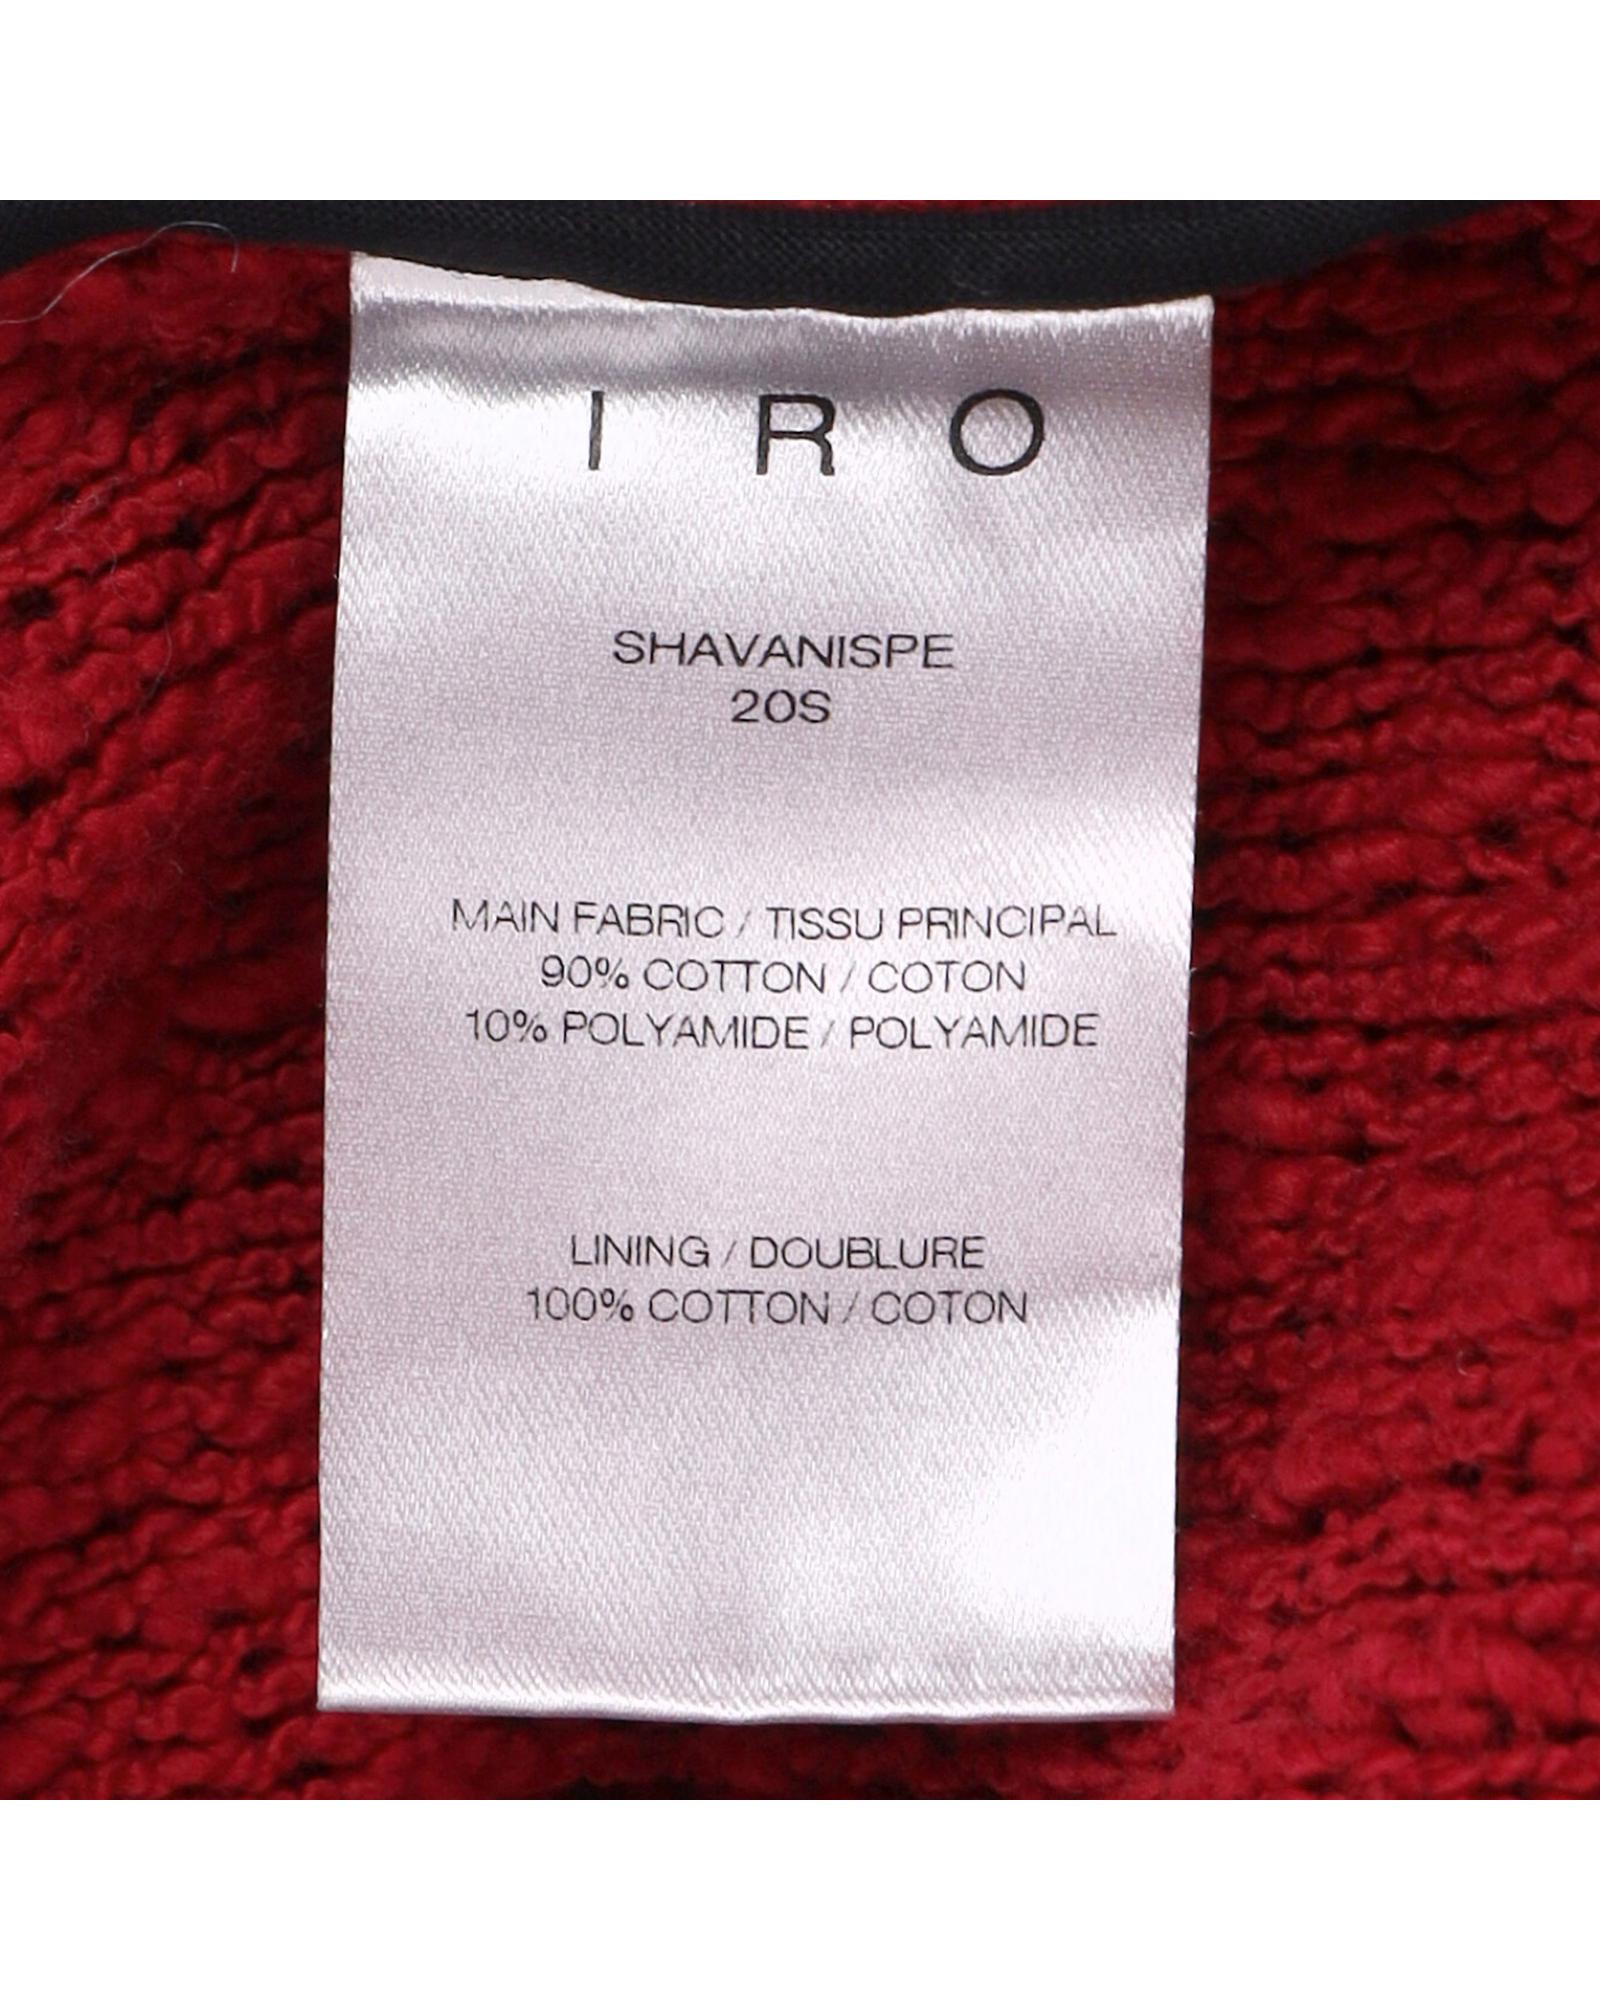 I R O
SHAVANISPE
20S
MAIN FABRIC / TISSU PRINCIPAL
90% COTTON / COTON
10% POLYAMIDE / POLYAMIDE
LINING / DOUBLURE
100% COTTON / COTON